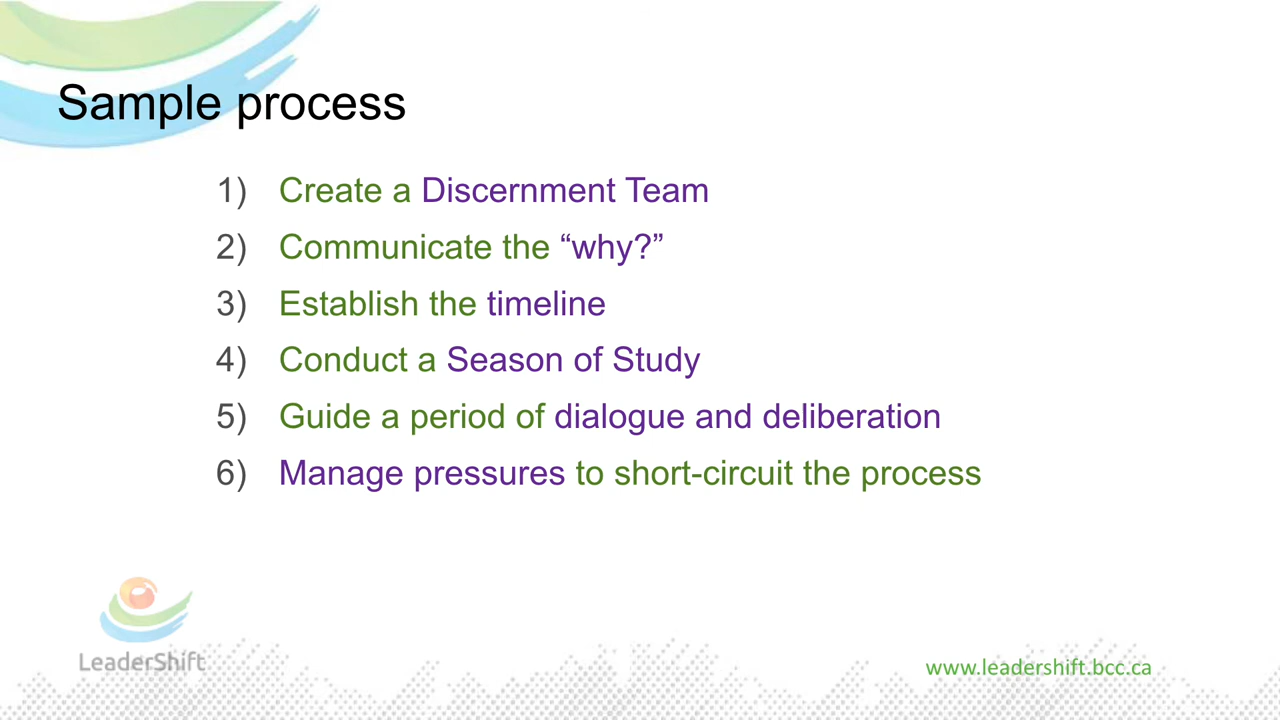 Sample process
1) Create a Discernment Team
2) Communicate the “why?”
3) Establish the timeline
4) Conduct a Season of Study
5) Guide a period of dialogue and deliberation
6) Manage pressures to short-circuit the process
LeaderShift
www.leadershift.bcc.ca